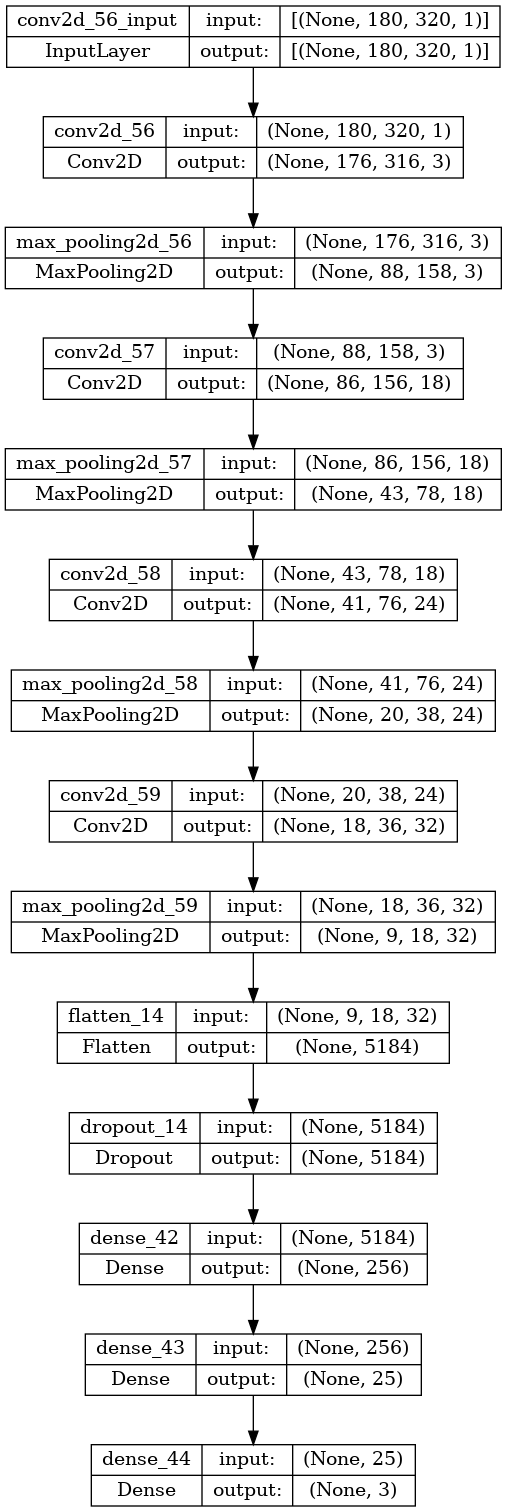 conv2d_56_input input: [(None, 180, 320, 1)]
InputLayer output: [(None, 180, 320, 1)]
conv2d_56 input: (None, 180, 320, 1)
Conv2D output: (None, 176, 316, 3)
max_pooling2d_56 input: (None, 176, 316, 3)
MaxPooling2D output: (None, 88, 158, 3)
conv2d_57 input: (None, 88, 158, 3)
Conv2D output: (None, 86, 156, 18)
max_pooling2d_57 input: (None, 86, 156, 18)
MaxPooling2D output: (None, 43, 78, 18)
conv2d_58 input: (None, 43, 78, 18)
Conv2D output: (None, 41, 76, 24)
max_pooling2d_58 input: (None, 41, 76, 24)
MaxPooling2D output: (None, 20, 38, 24)
conv2d_59 input: (None, 20, 38, 24)
Conv2D output: (None, 18, 36, 32)
max_pooling2d_59 input: (None, 18, 36, 32)
MaxPooling2D output: (None, 9, 18, 32)
flatten_14 input: (None, 9, 18, 32)
Flatten output: (None, 5184)
dropout_14 input: (None, 5184)
Dropout output: (None, 5184)
dense_42 input: (None, 5184)
Dense output: (None, 256)
dense_43 input: (None, 256)
Dense output: (None, 25)
dense_44 input: (None, 25)
Dense output: (None, 3)